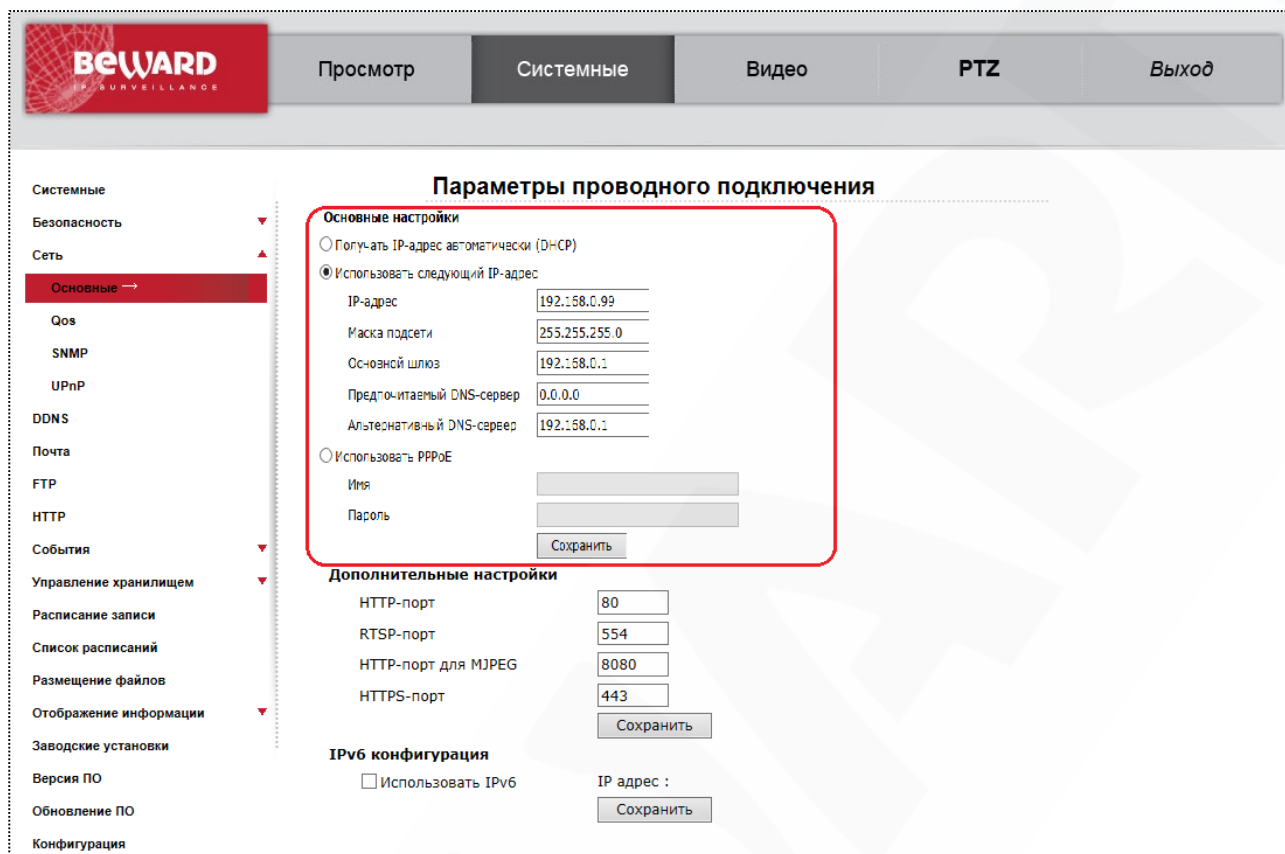 BEWARD
IP SURVEILLANCE
Просмотр
Системные
Видео
PTZ
Выход
Системные
Безопасность
Сеть
Основные →
Qos
SNMP
UPnP
DDNS
Почта
FTP
HTTP
События
Управление хранилищем
Расписание записи
Список расписаний
Размещение файлов
Отображение информации
Заводские установки
Версия ПО
Обновление ПО
Конфигурация
Параметры проводного подключения
Основные настройки
Получать IP-адрес автоматически (DHCP)
Использовать следующий IP-адрес
IP-адрес 192.168.0.99
Маска подсети 255.255.255.0
Основной шлюз 192.168.0.1
Предпочитаемый DNS-сервер 0.0.0.0
Альтернативный DNS-сервер 192.168.0.1
Использовать PPPoE
Имя
Пароль
Сохранить
Дополнительные настройки
HTTP-порт 80
RTSP-порт 554
HTTP-порт для MJPEG 8080
HTTPS-порт 443
Сохранить
IPv6 конфигурация
Использовать IPv6 IP адрес :
Сохранить